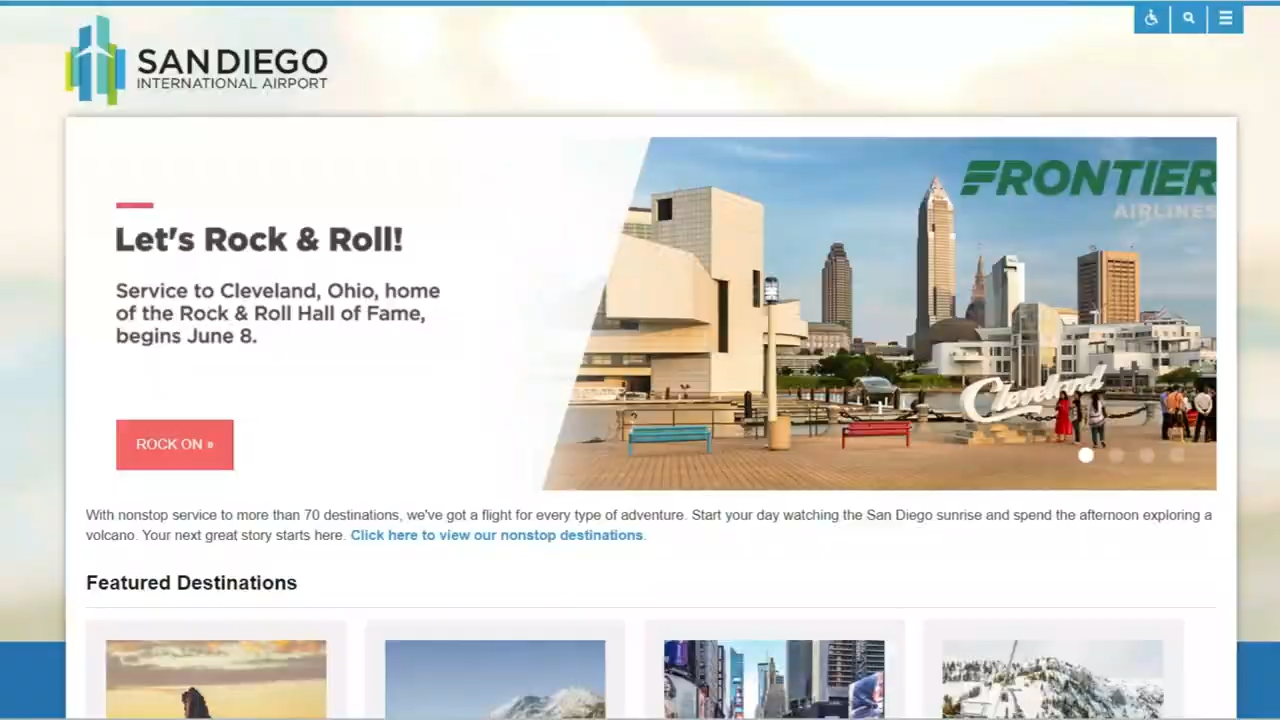 SAN DIEGO
INTERNATIONAL AIRPORT
Let's Rock & Roll!
Service to Cleveland, Ohio, home
of the Rock & Roll Hall of Fame,
begins June 8.
ROCK ON »
FRONTIER
AIRLINES
Cleveland
With nonstop service to more than 70 destinations, we've got a flight for every type of adventure. Start your day watching the San Diego sunrise and spend the afternoon exploring a
volcano. Your next great story starts here. Click here to view our nonstop destinations.
Featured Destinations